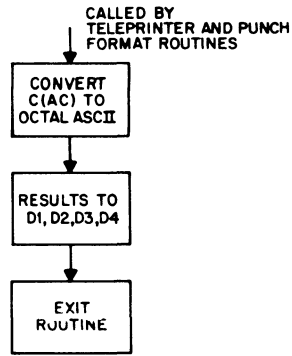 CALLED BY
TELEPRINTER AND PUNCH
FORMAT ROUTINES
CONVERT
C(AC) TO
OCTAL ASCII
RESULTS TO
D1, D2, D3, D4
EXIT
ROUTINE